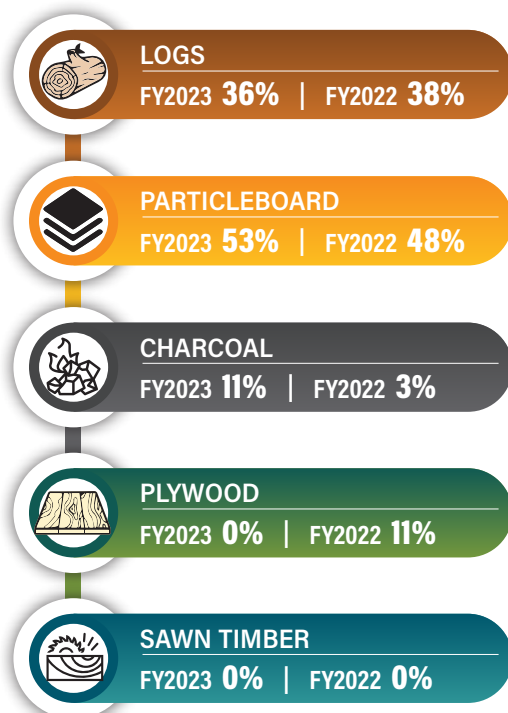 LOGS
FY2023 36% | FY2022 38%
PARTICLEBOARD
FY2023 53% | FY2022 48%
CHARCOAL
FY2023 11% | FY2022 3%
PLYWOOD
FY2023 0% | FY2022 11%
SAWN TIMBER
FY2023 0% | FY2022 0%